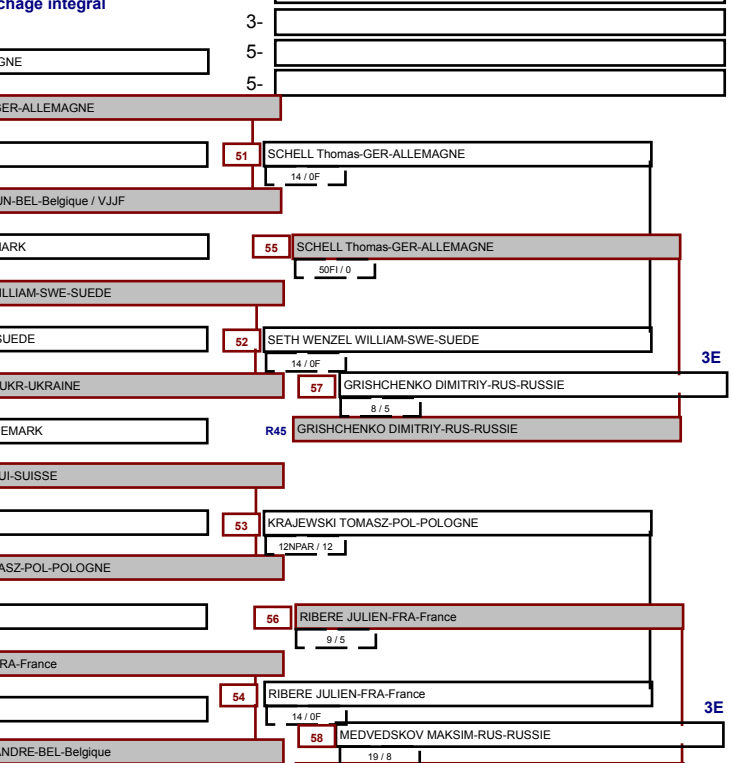 chage intégral
3-
5-
GNE
5-
GER-ALLEMAGNE
51 SCHELL Thomas-GER-ALLEMAGNE
14 / 0F
UN-BEL-Belgique / VJJF
MARK
55 SCHELL Thomas-GER-ALLEMAGNE
50FI / 0
ILLIAM-SWE-SUEDE
SUEDE
52 SETH WENZEL WILLIAM-SWE-SUEDE
3E
14 / 0F
UKR-UKRAINE
57 GRISHCHENKO DIMITRIY-RUS-RUSSIE
8 / 5
EMARK
R45 GRISHCHENKO DIMITRIY-RUS-RUSSIE
UI-SUISSE
53 KRAJEWSKI TOMASZ-POL-POLOGNE
12NPAR / 12
ASZ-POL-POLOGNE
56 RIBERE JULIEN-FRA-France
9 / 5
RA-France
54 RIBERE JULIEN-FRA-France
3E
14 / 0F
58 MEDVEDSKOV MAKSIM-RUS-RUSSIE
ANDRE-BEL-Belgique
19 / 8